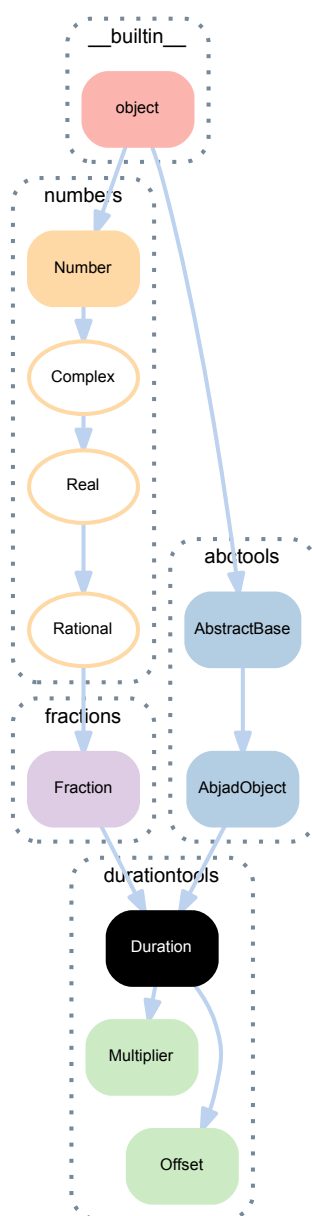 __builtin__
object
numbers
Number
Complex
Real
abctools
Rational
AbstractBase
fractions
Fraction
AbjadObject
durationtools
Duration
Multiplier
Offset